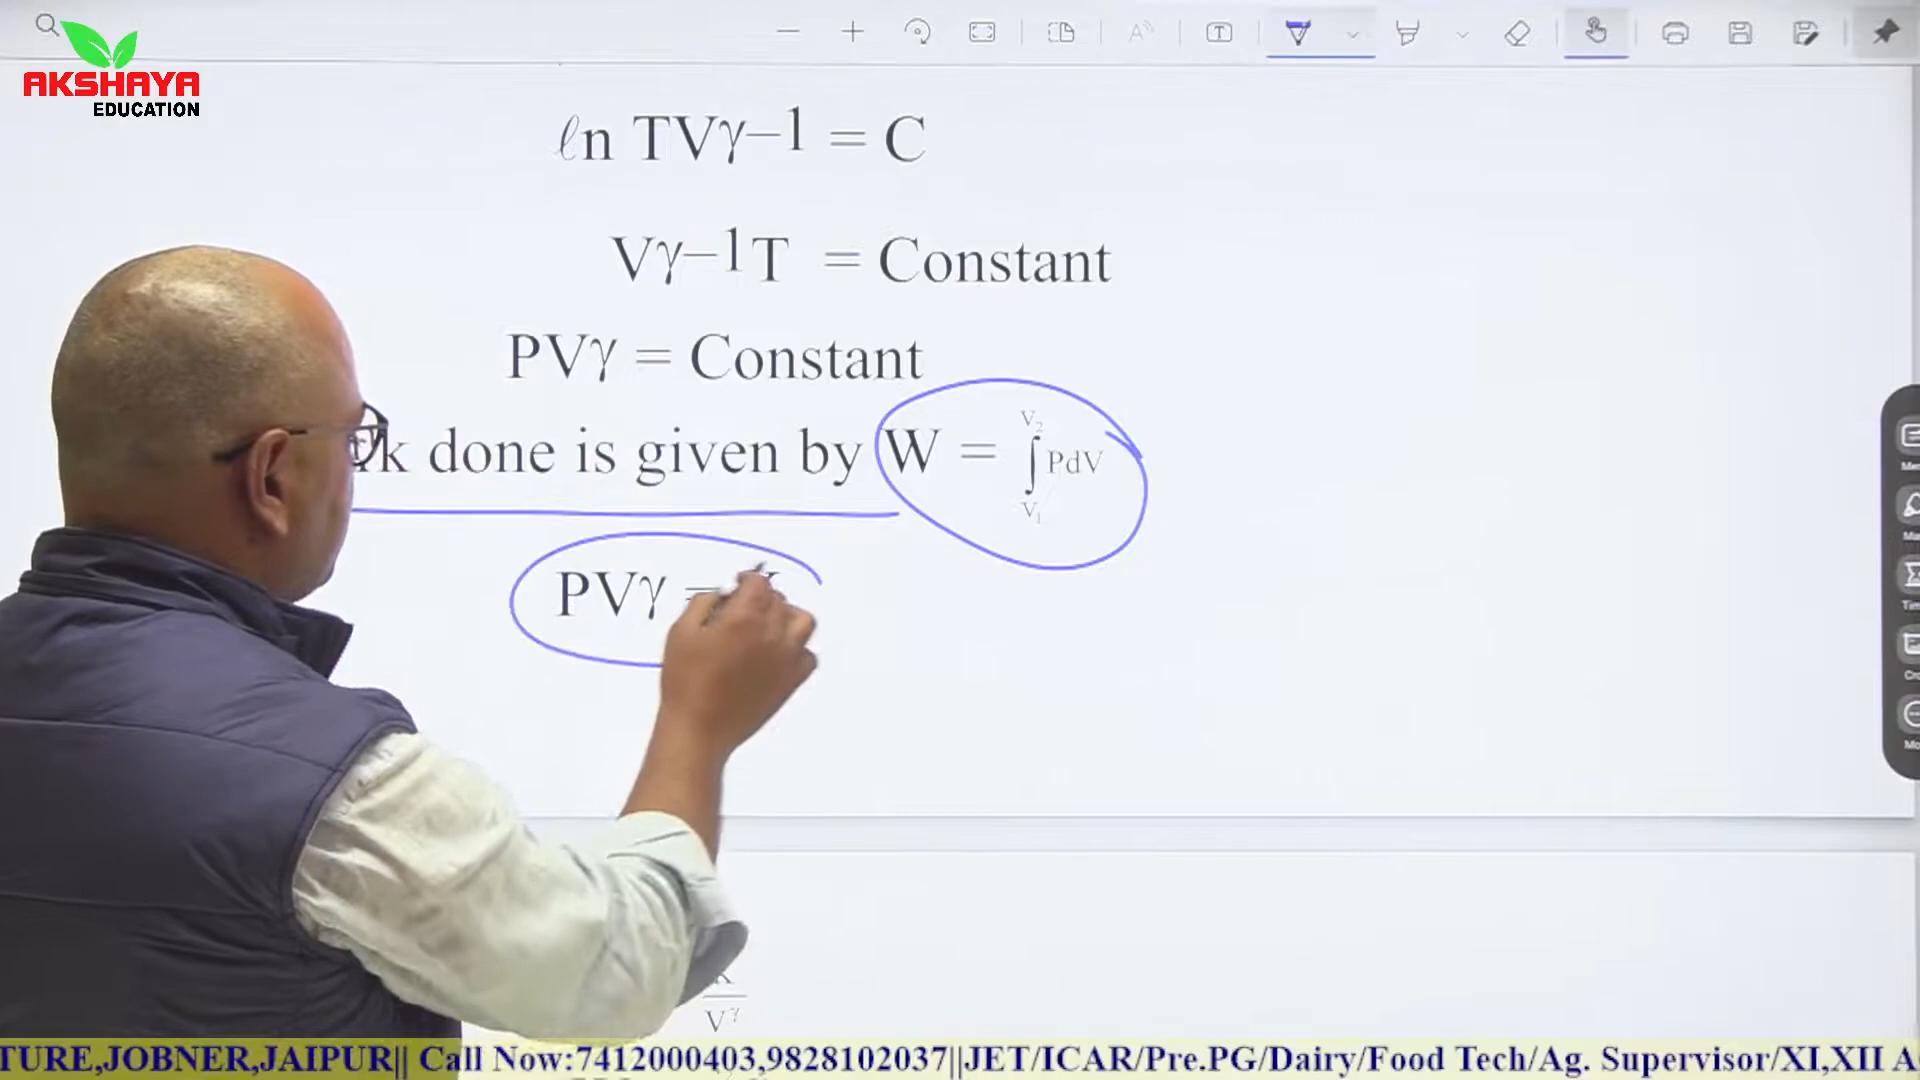 AKSHAYA
EDUCATION
ℓn TVγ−1 = C
Vγ−1T = Constant
PVγ = Constant
done is given by W = ∫PdV
V₂
V₁
PVγ =
K
Vγ
TURE,JOBNER,JAIPUR|| Call Now:7412000403,9828102037||JET/ICAR/Pre.PG/Dairy/Food Tech/Ag. Supervisor/XI,XII A